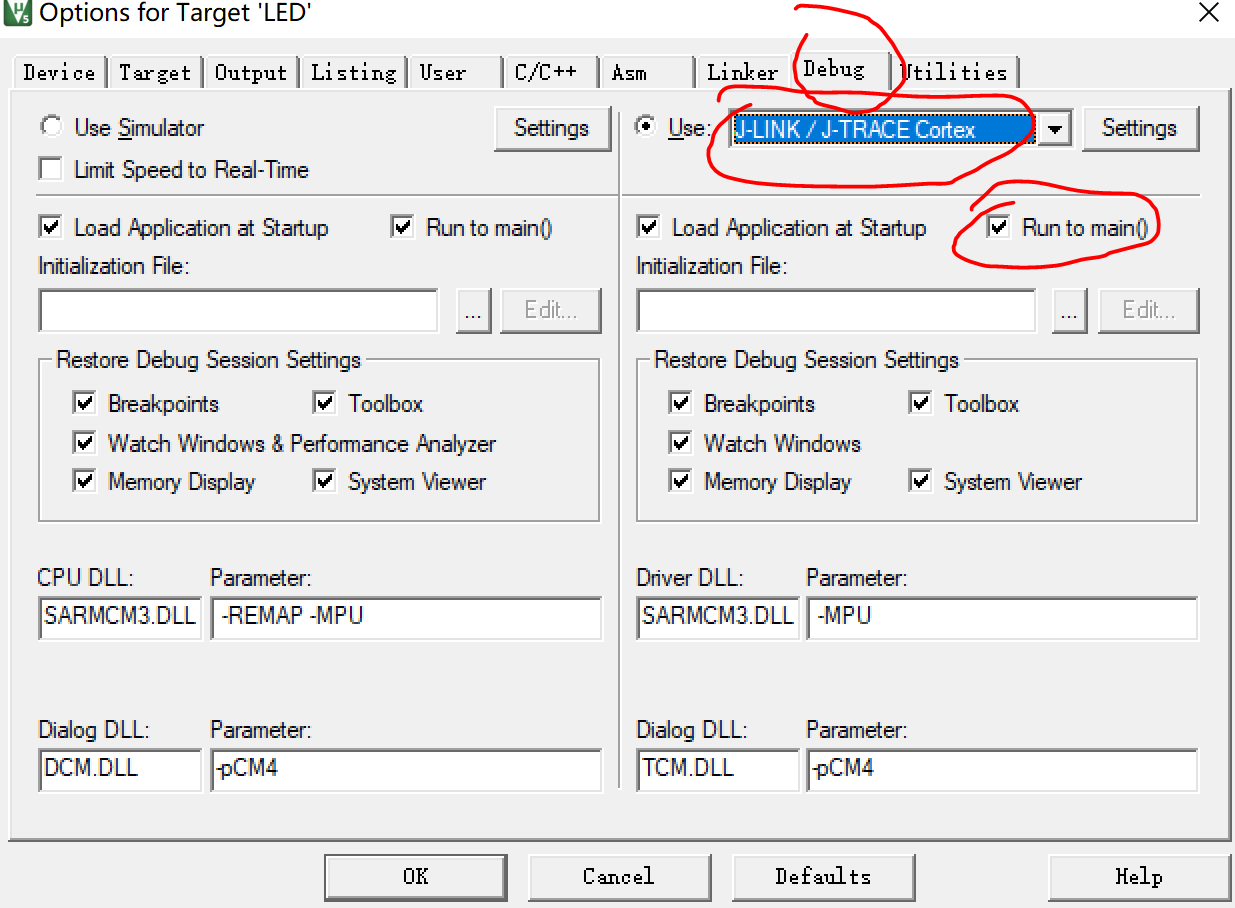 Options for Target 'LED'
Device Target Output Listing User C/C++ Asm Linker Debug Utilities
Use Simulator Settings
Limit Speed to Real-Time
Use: J-LINK / J-TRACE Cortex Settings
Load Application at Startup Run to main()
Initialization File:
... Edit...
Restore Debug Session Settings
Breakpoints Toolbox
Watch Windows & Performance Analyzer
Memory Display System Viewer
CPU DLL: Parameter:
SARMCM3.DLL -REMAP -MPU
Dialog DLL: Parameter:
DCM.DLL -pCM4
Load Application at Startup Run to main()
Initialization File:
... Edit...
Restore Debug Session Settings
Breakpoints Toolbox
Watch Windows
Memory Display System Viewer
Driver DLL: Parameter:
SARMCM3.DLL -MPU
Dialog DLL: Parameter:
TCM.DLL -pCM4
OK Cancel Defaults Help